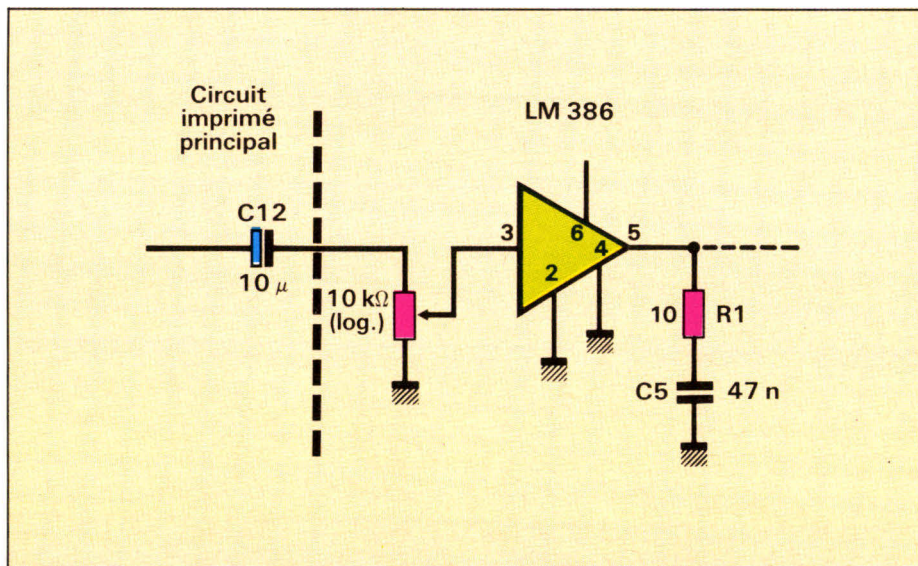 Circuit
imprimé
principal
LM 386
C12
10 µ
10 kΩ
(log.)
3
6
4
5
2
10 R1
C5 47 n